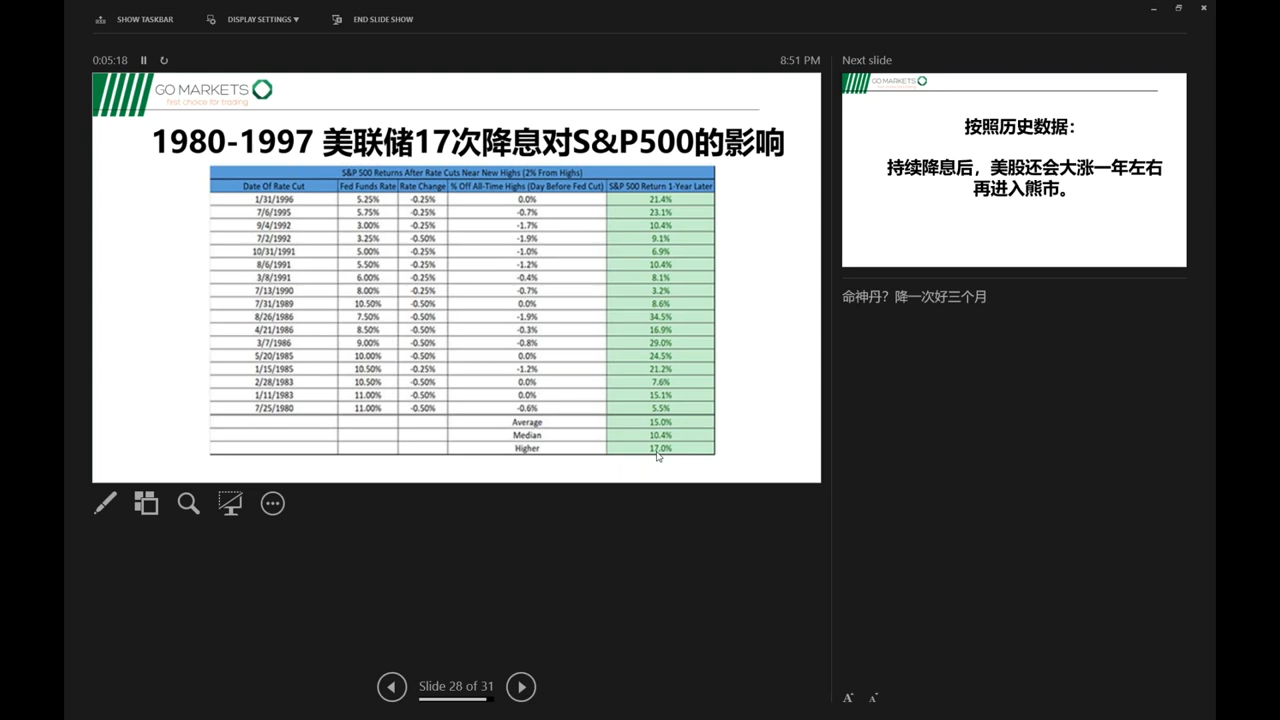 SHOW TASKBAR DISPLAY SETTINGS ▼ END SLIDE SHOW
0:05:18 8:51 PM
GO MARKETS
first choice for trading
1980-1997 美联储17次降息对S&P500的影响
S&P 500 Returns After Rate Cuts Near New Highs (2% From Highs)
Date Of Rate Cut Fed Funds Rate Rate Change % Off All-Time Highs (Day Before Fed Cut) S&P 500 Return 1-Year Later
1/31/1996 5.25% -0.25% 0.0% 21.4%
7/6/1995 5.75% -0.25% -0.7% 23.1%
9/4/1992 3.00% -0.25% -1.7% 10.4%
7/2/1992 3.25% -0.50% -1.9% 9.1%
10/31/1991 5.00% -0.25% -1.0% 6.9%
8/6/1991 5.50% -0.25% -1.2% 10.4%
3/8/1991 6.00% -0.25% -0.4% 8.1%
7/13/1990 8.00% -0.25% -0.7% 3.2%
7/31/1989 10.50% -0.50% 0.0% 8.6%
8/26/1986 7.50% -0.50% -1.9% 34.5%
4/21/1986 8.50% -0.50% -0.3% 16.9%
3/7/1986 9.00% -0.50% -0.8% 29.0%
5/20/1985 10.00% -0.50% 0.0% 24.5%
1/15/1985 10.50% -0.25% -1.2% 21.2%
2/28/1983 10.50% -0.50% 0.0% 7.6%
1/11/1983 11.00% -0.50% 0.0% 15.1%
7/25/1980 11.00% -0.50% -0.6% 5.5%
Average 15.0%
Median 10.4%
Higher 17.0%
Slide 28 of 31
Next slide
GO MARKETS
按照历史数据：
持续降息后，美股还会大涨一年左右
再进入熊市。
命神丹？降一次好三个月
A A